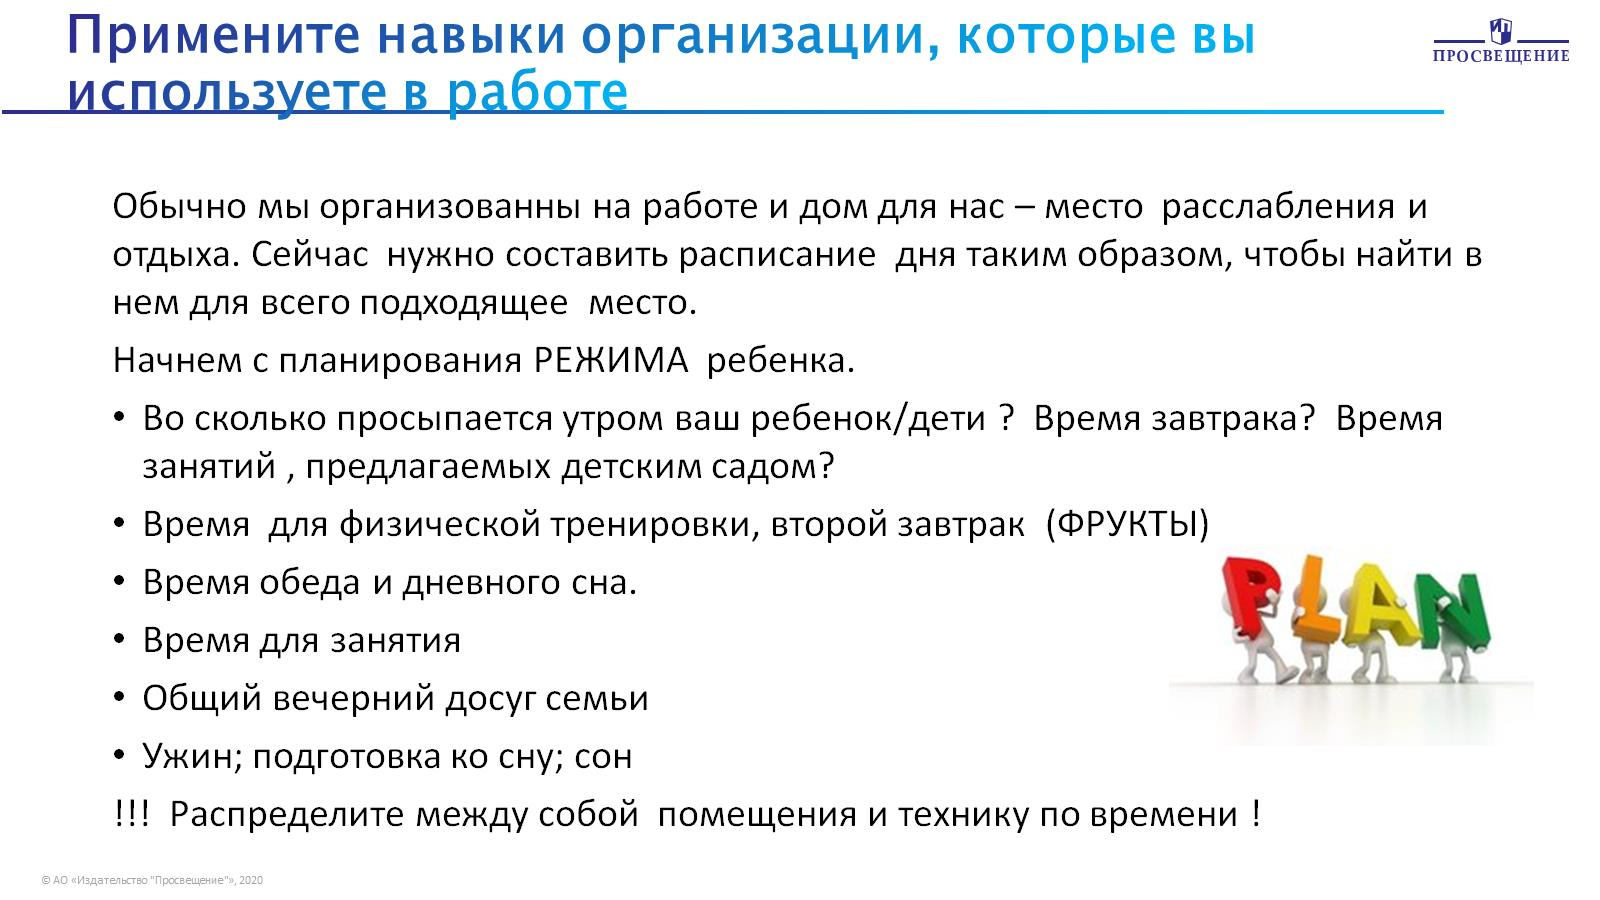 Примените навыки организации, которые вы
используете в работе
ИП
ПРОСВЕЩЕНИЕ
Обычно мы организованны на работе и дом для нас – место расслабления и
отдыха. Сейчас нужно составить расписание дня таким образом, чтобы найти в
нем для всего подходящее место.
Начнем с планирования РЕЖИМА ребенка.
• Во сколько просыпается утром ваш ребенок/дети ? Время завтрака? Время
занятий , предлагаемых детским садом?
• Время для физической тренировки, второй завтрак (ФРУКТЫ)
• Время обеда и дневного сна.
• Время для занятия
• Общий вечерний досуг семьи
• Ужин; подготовка ко сну; сон
PLAN
!!! Распределите между собой помещения и технику по времени !
© АО «Издательство "Просвещение"», 2020